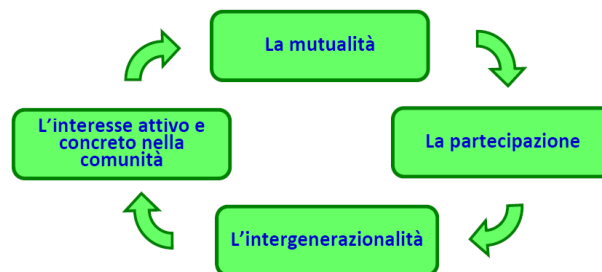 La mutualità
La partecipazione
L'intergenerazionalità
L'interesse attivo e
concreto nella
comunità